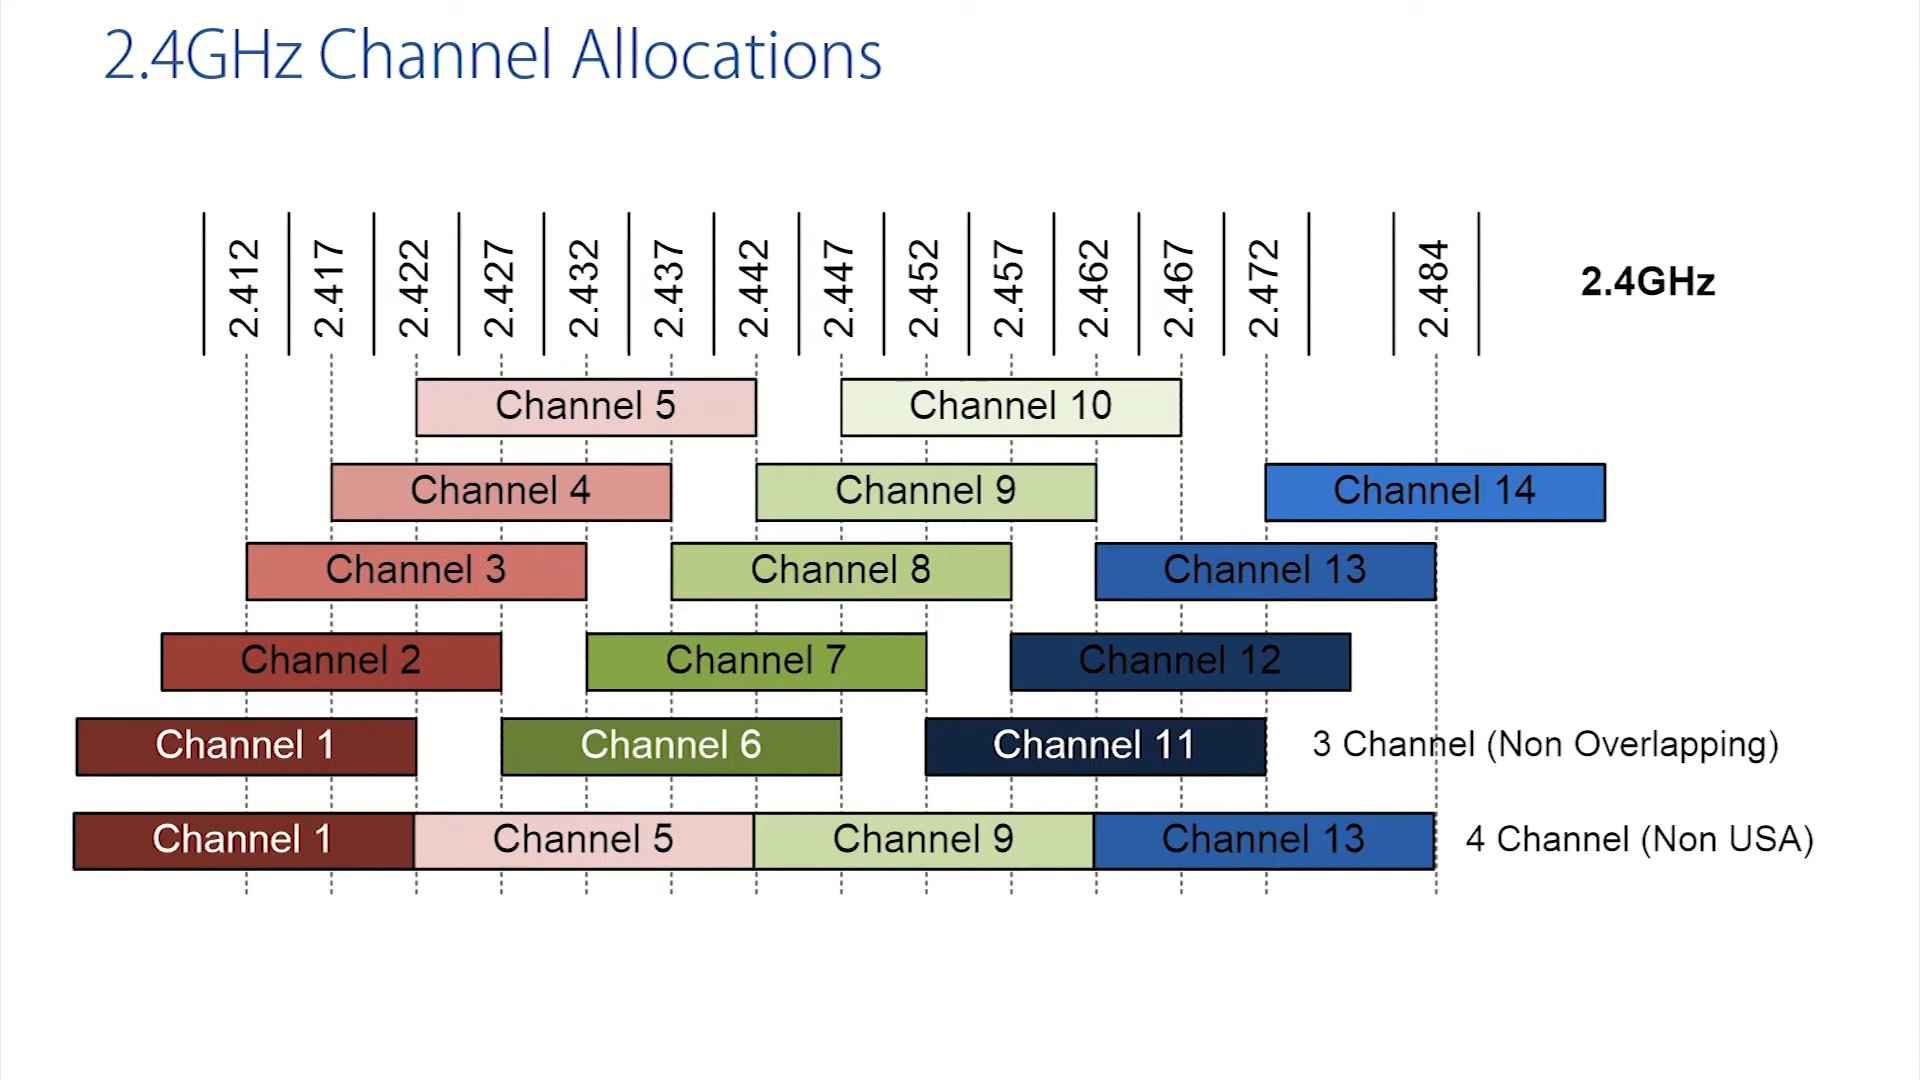 2.4GHz Channel Allocations
2.412 2.417 2.422 2.427 2.432 2.437 2.442 2.447 2.452 2.457 2.462 2.467 2.472 2.484 2.4GHz
Channel 5 Channel 10
Channel 4 Channel 9 Channel 14
Channel 3 Channel 8 Channel 13
Channel 2 Channel 7 Channel 12
Channel 1 Channel 6 Channel 11 3 Channel (Non Overlapping)
Channel 1 Channel 5 Channel 9 Channel 13 4 Channel (Non USA)